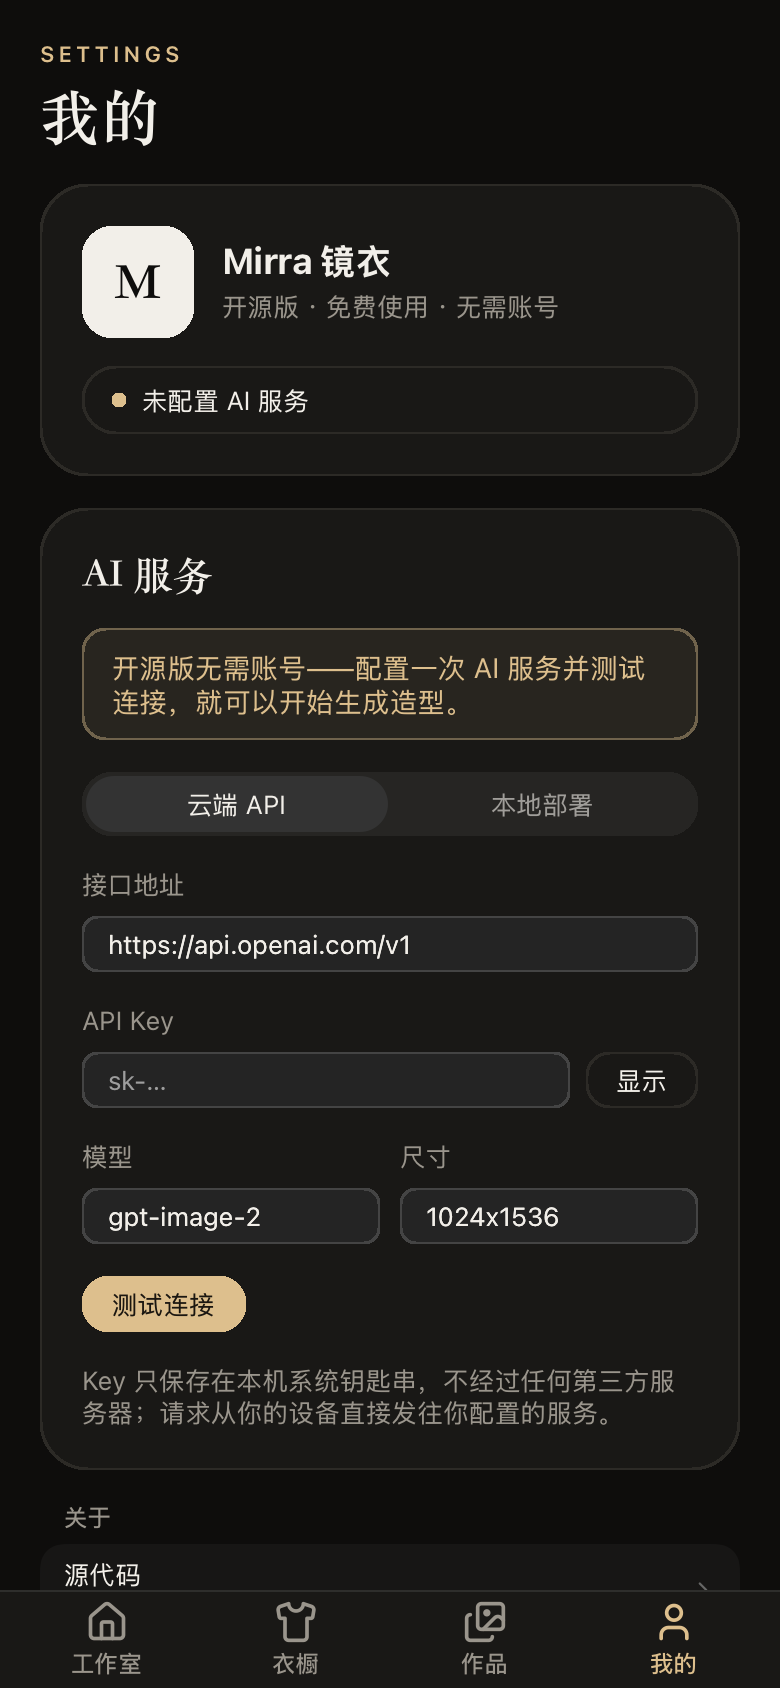 SETTINGS
我的
M
Mirra 镜衣
开源版 · 免费使用 · 无需账号
未配置 AI 服务
AI 服务
开源版无需账号——配置一次 AI 服务并测试
连接，就可以开始生成造型。
云端 API
本地部署
接口地址
https://api.openai.com/v1
API Key
sk-...
显示
模型
尺寸
gpt-image-2
1024x1536
测试连接
Key 只保存在本机系统钥匙串，不经过任何第三方服
务器；请求从你的设备直接发往你配置的服务。
关于
源代码
工作室
衣橱
作品
我的